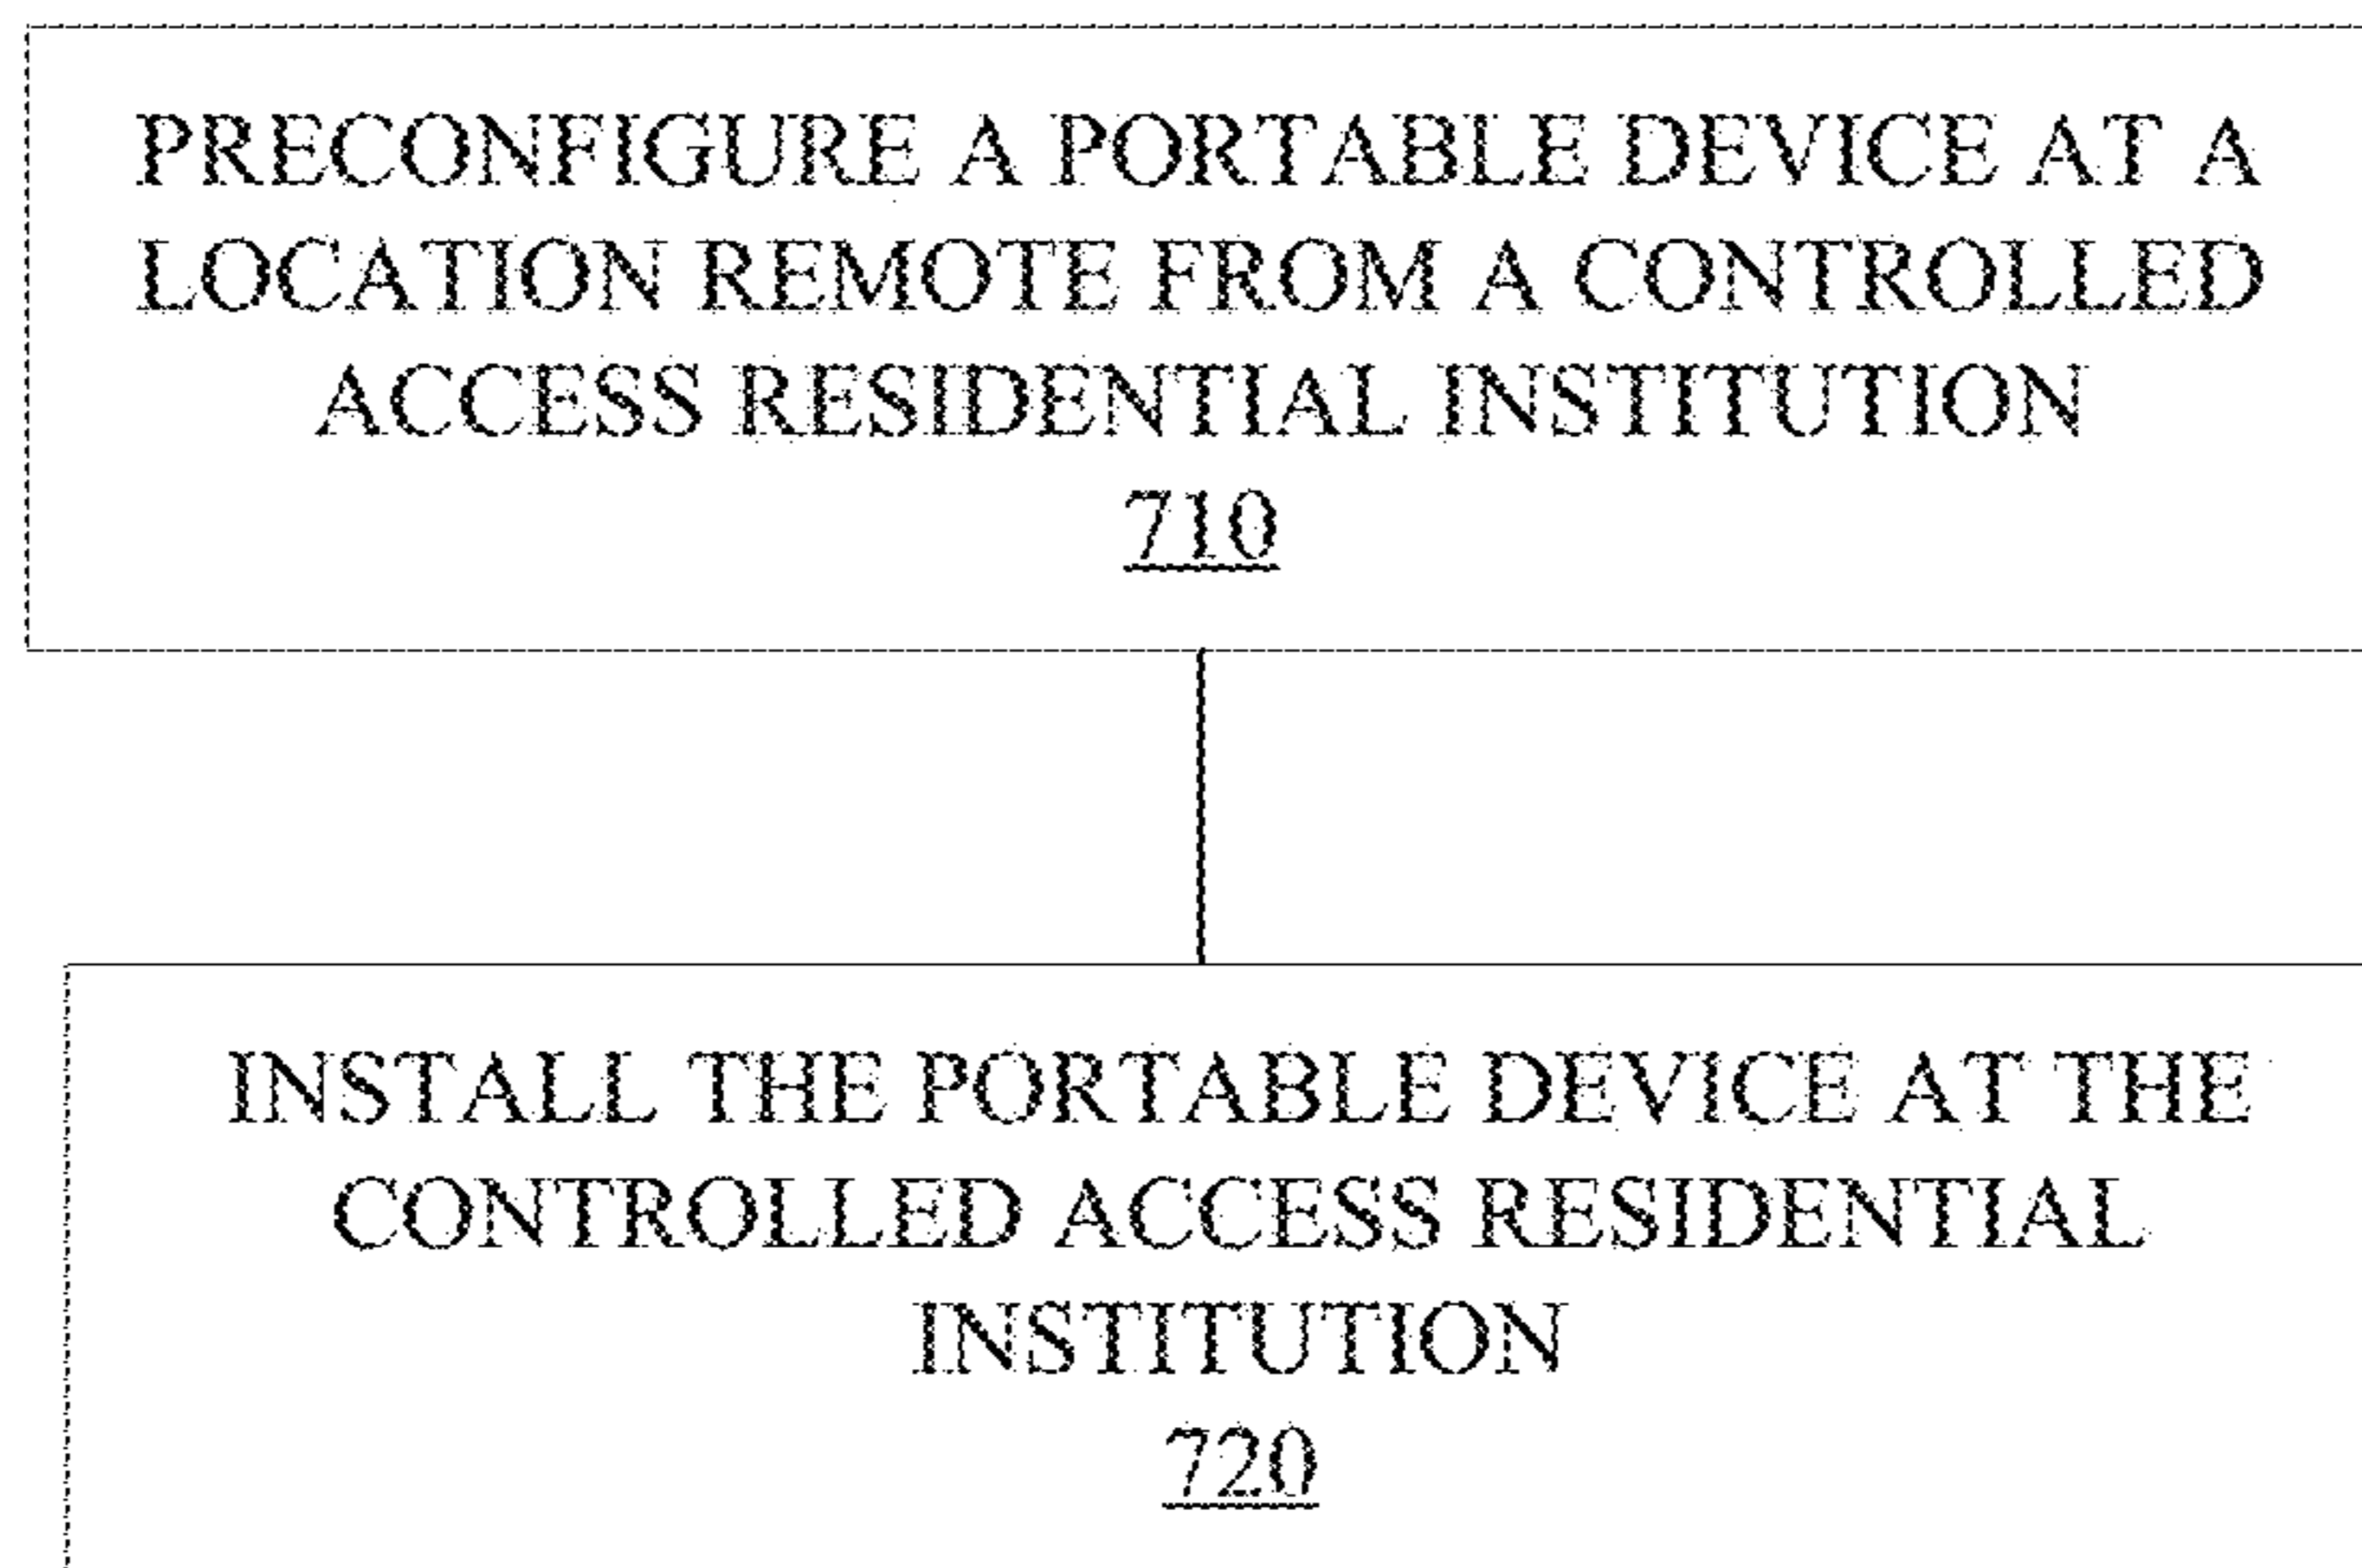 PRECONFIGURE A PORTABLE DEVICE AT A
LOCATION REMOTE FROM A CONTROLLED
ACCESS RESIDENTIAL INSTITUTION
710
INSTALL THE PORTABLE DEVICE AT THE
CONTROLLED ACCESS RESIDENTIAL
INSTITUTION
720